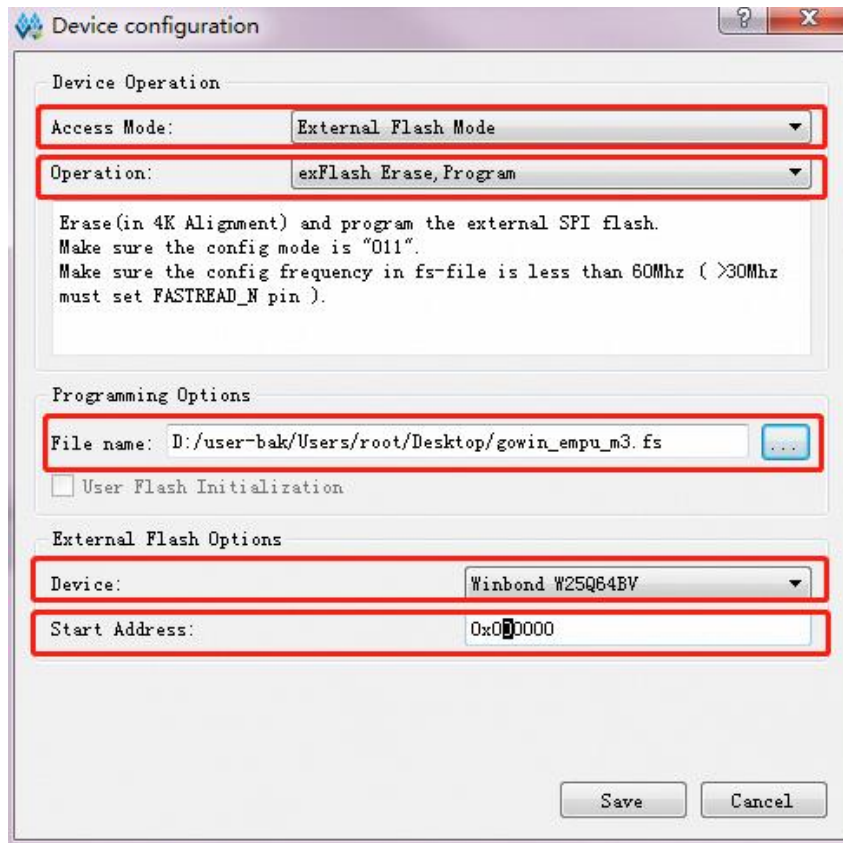 Device configuration
Device Operation
Access Mode: External Flash Mode
Operation: exFlash Erase,Program
Erase(in 4K Alignment) and program the external SPI flash.
Make sure the config mode is "011".
Make sure the config frequency in fs-file is less than 60Mhz ( >30Mhz
must set FASTREAD_N pin ).
Programming Options
File name: D:/user-bak/Users/root/Desktop/gowin_empu_m3.fs ...
User Flash Initialization
External Flash Options
Device: Winbond W25Q64BV
Start Address: 0x000000
Save Cancel